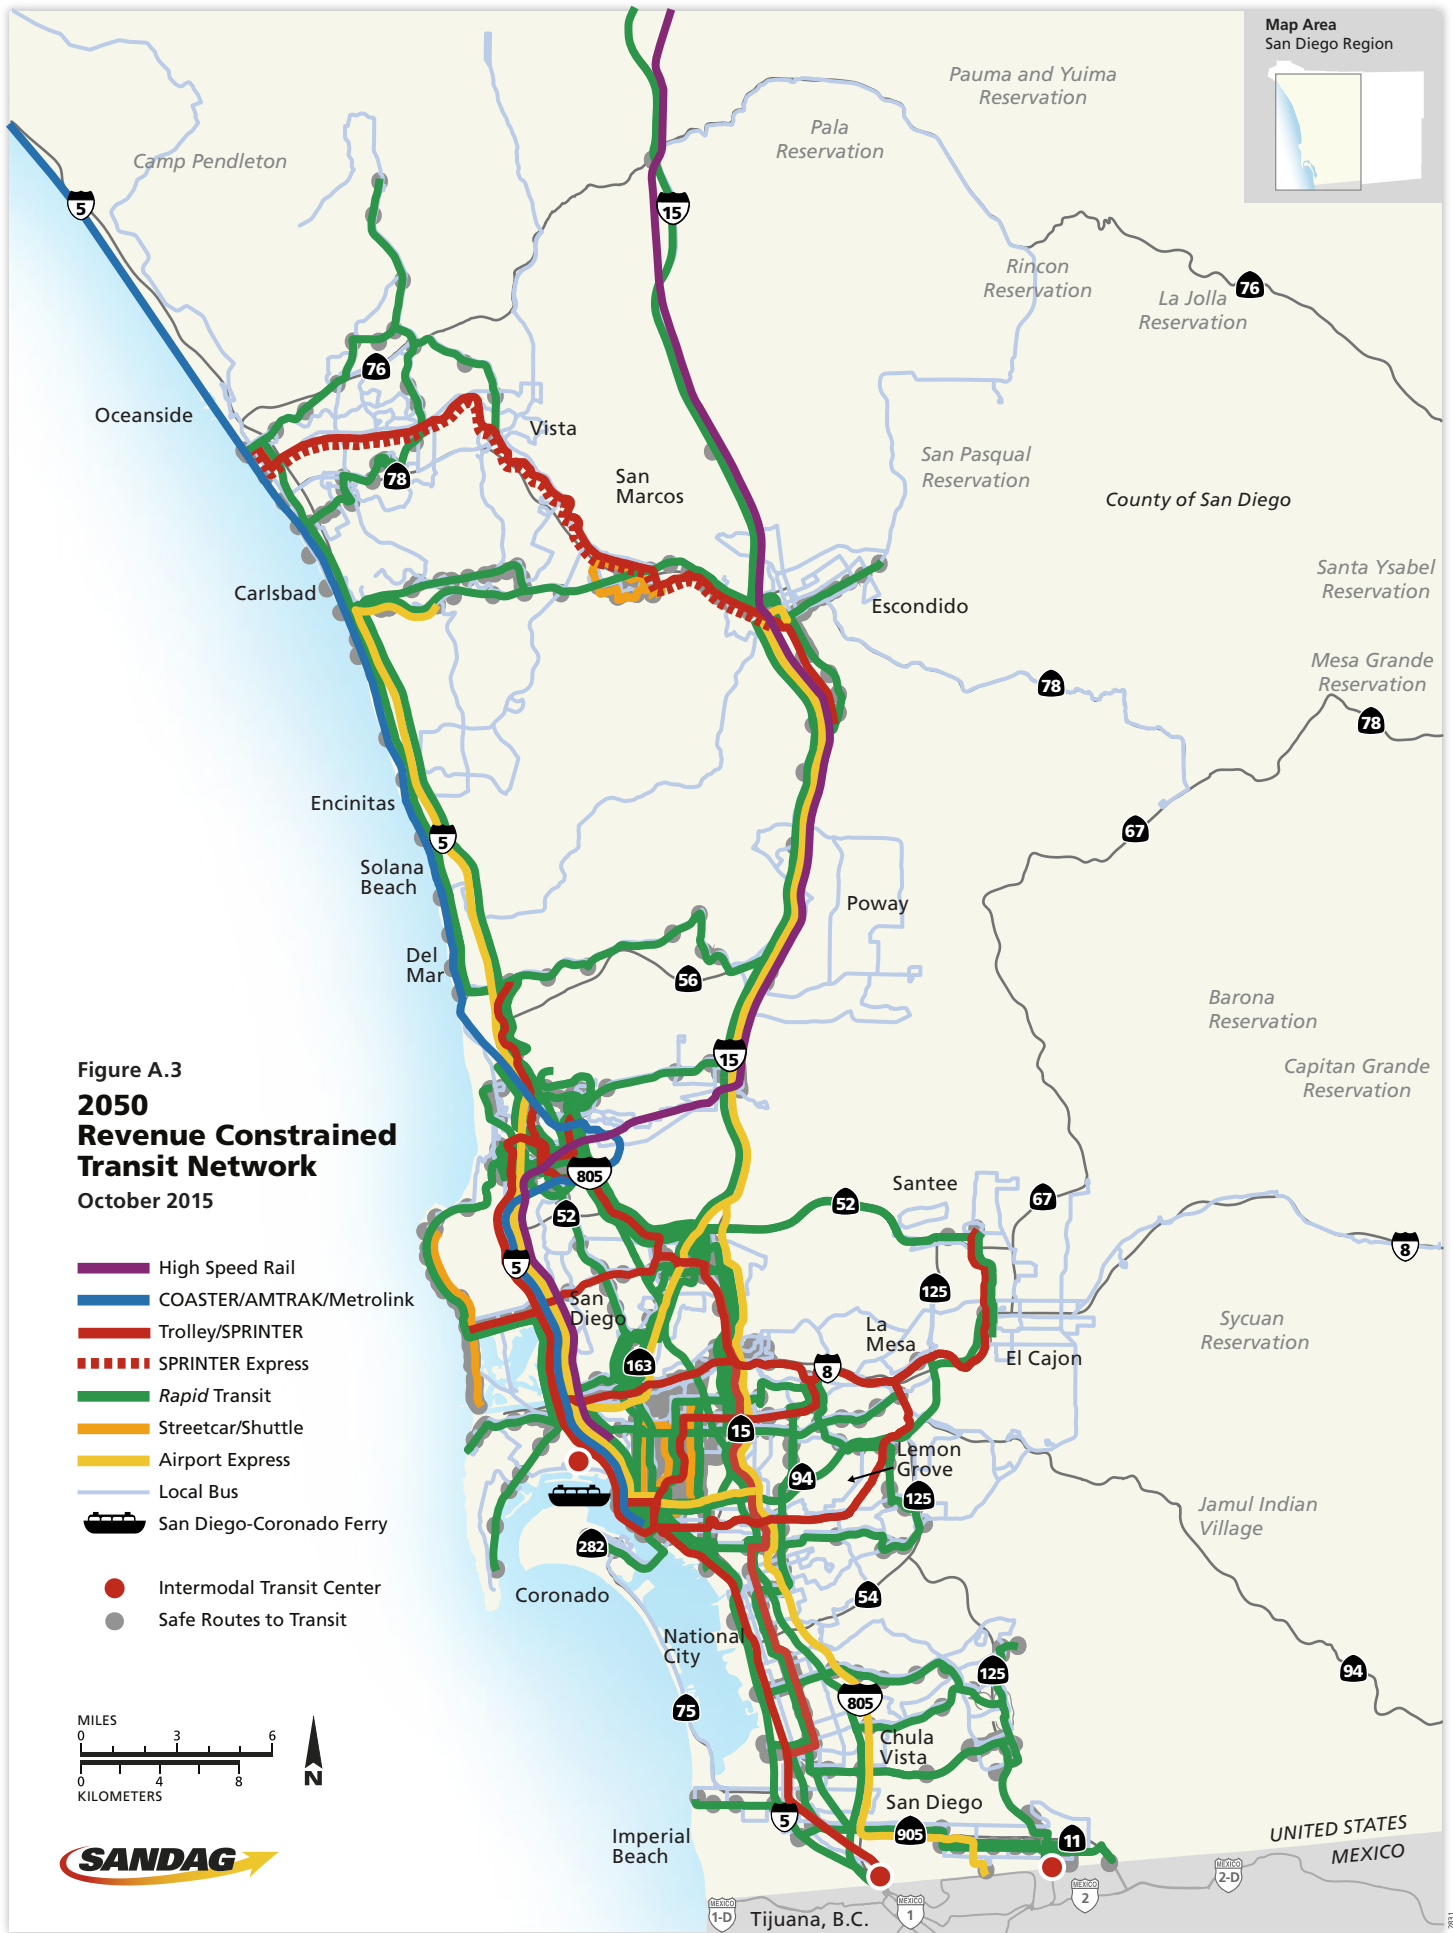 Map Area
San Diego Region
Pauma and Yuima
Reservation
Pala
Reservation
Camp Pendleton
5
15
Rincon
Reservation
La Jolla
Reservation
76
76
Oceanside
Vista
78
San
Marcos
San Pasqual
Reservation
County of San Diego
Santa Ysabel
Reservation
Carlsbad
Escondido
Mesa Grande
Reservation
78
78
Encinitas
5
67
Solana
Beach
Poway
Del
Mar
56
Barona
Reservation
15
Capitan Grande
Reservation
Figure A.3
2050
Revenue Constrained
Transit Network
October 2015
805
Santee
52
67
52
8
5
125
High Speed Rail
COASTER/AMTRAK/Metrolink
Trolley/SPRINTER
SPRINTER Express
Rapid Transit
Streetcar/Shuttle
Airport Express
Local Bus
San Diego-Coronado Ferry
Intermodal Transit Center
Safe Routes to Transit
San
Diego
La
Mesa
Sycuan
Reservation
163
8
El Cajon
15
Lemon
Grove
94
125
Jamul Indian
Village
282
Coronado
54
National
City
125
94
75
805
MILES
0 3 6
0 4 8
KILOMETERS
N
Chula
Vista
San Diego
5
905
11
Imperial
Beach
UNITED STATES
MEXICO
SANDAG
MEXICO
1-D
Tijuana, B.C.
MEXICO
1
MEXICO
2
MEXICO
2-D